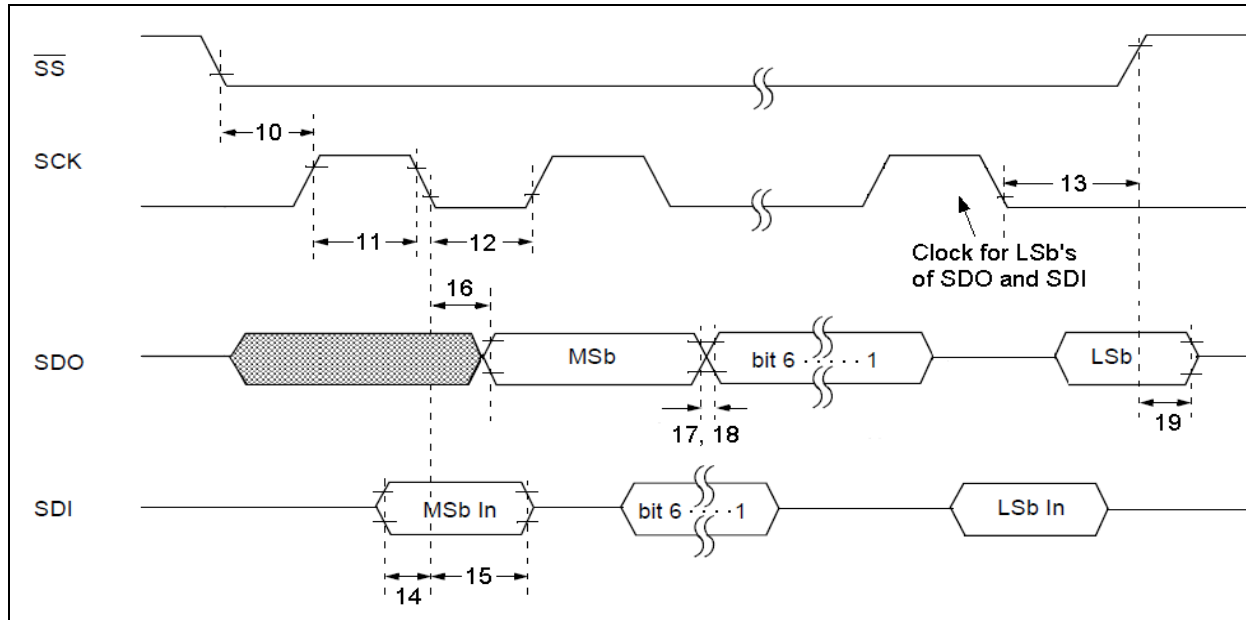 SS
10
SCK
13
11
12
Clock for LSb's
of SDO and SDI
16
SDO
MSb
bit 6 · · · · · 1
LSb
17, 18
19
SDI
MSb In
bit 6 · · · · 1
LSb In
14
15